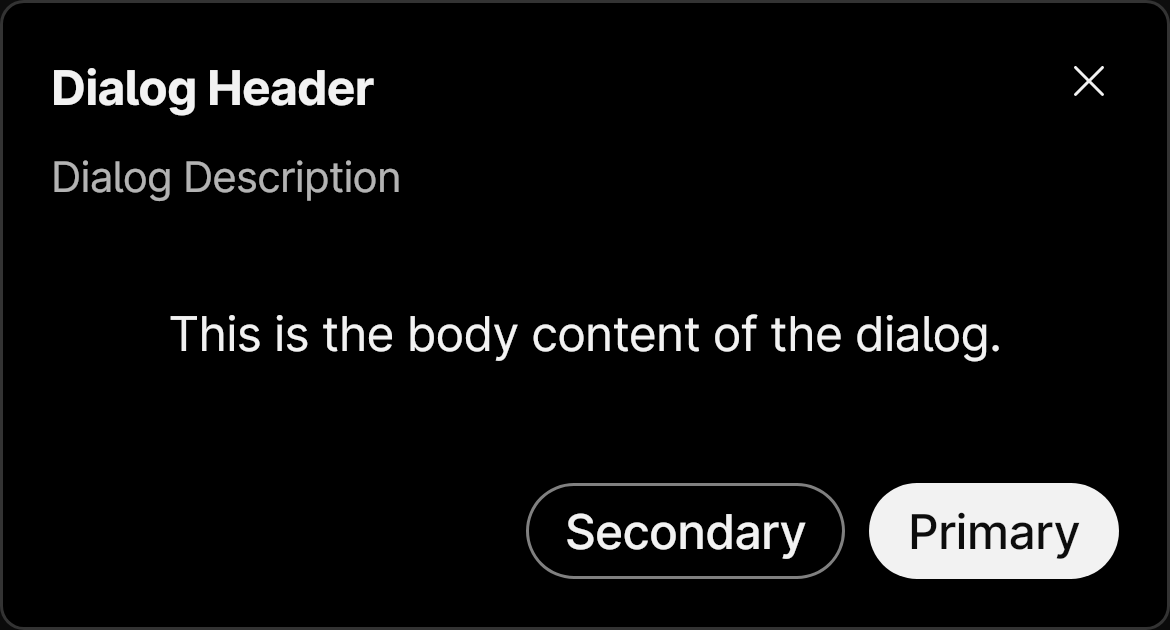 Dialog Header
Dialog Description
This is the body content of the dialog.
Secondary
Primary